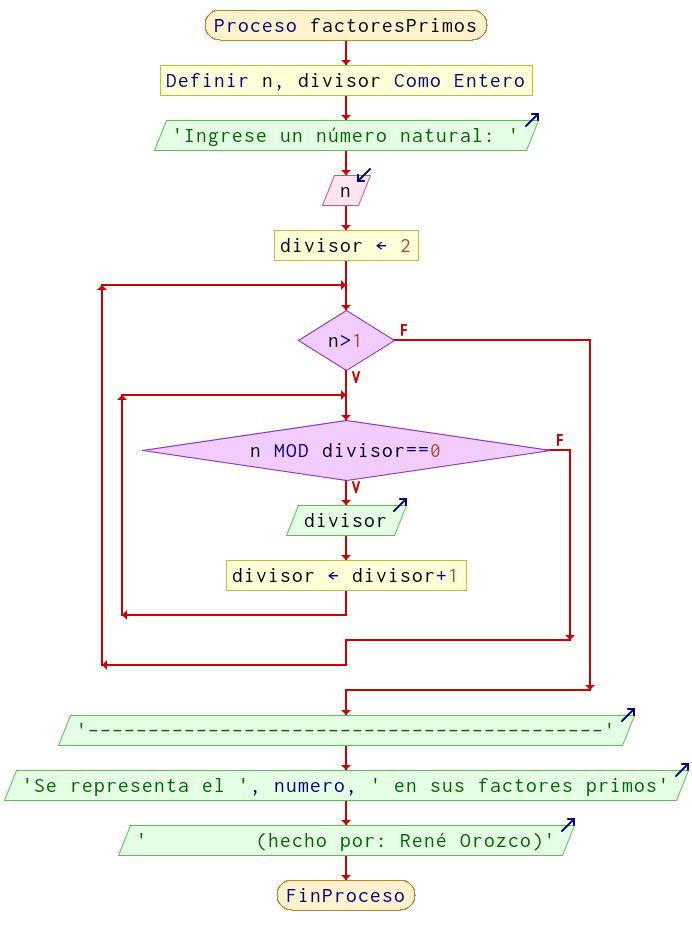 Proceso factoresPrimos
Definir n, divisor Como Entero
'Ingrese un número natural: '
n
divisor ← 2
n>1
F
V
n MOD divisor==0
F
V
divisor
divisor ← divisor+1
'-------------------------------------------'
'Se representa el ', numero, ' en sus factores primos'
'         (hecho por: René Orozco)'
FinProceso